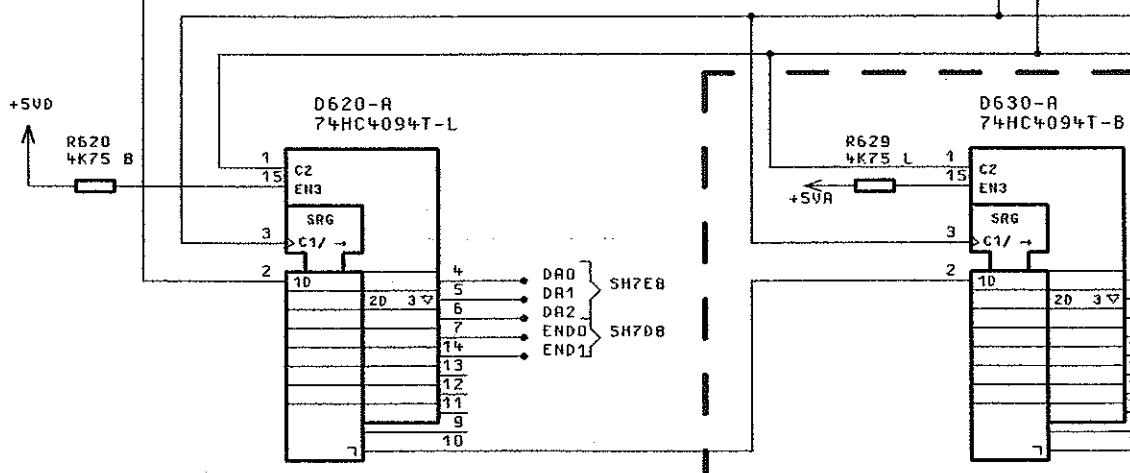 D620-A
74HC4094T-L
D630-A
74HC4094T-B
+5VD
R620
4K75 B
R629
4K75 L
+5VA
1
15
C2
EN3
SRG
3
C1/ →
2
1D
2D 3 ▽
4
5
6
7
14
13
12
11
9
10
DA0
DA1
DA2
END0
END1
SH7E8
SH7D8
1
15
C2
EN3
SRG
3
C1/ →
2
1D
2D 3 ▽